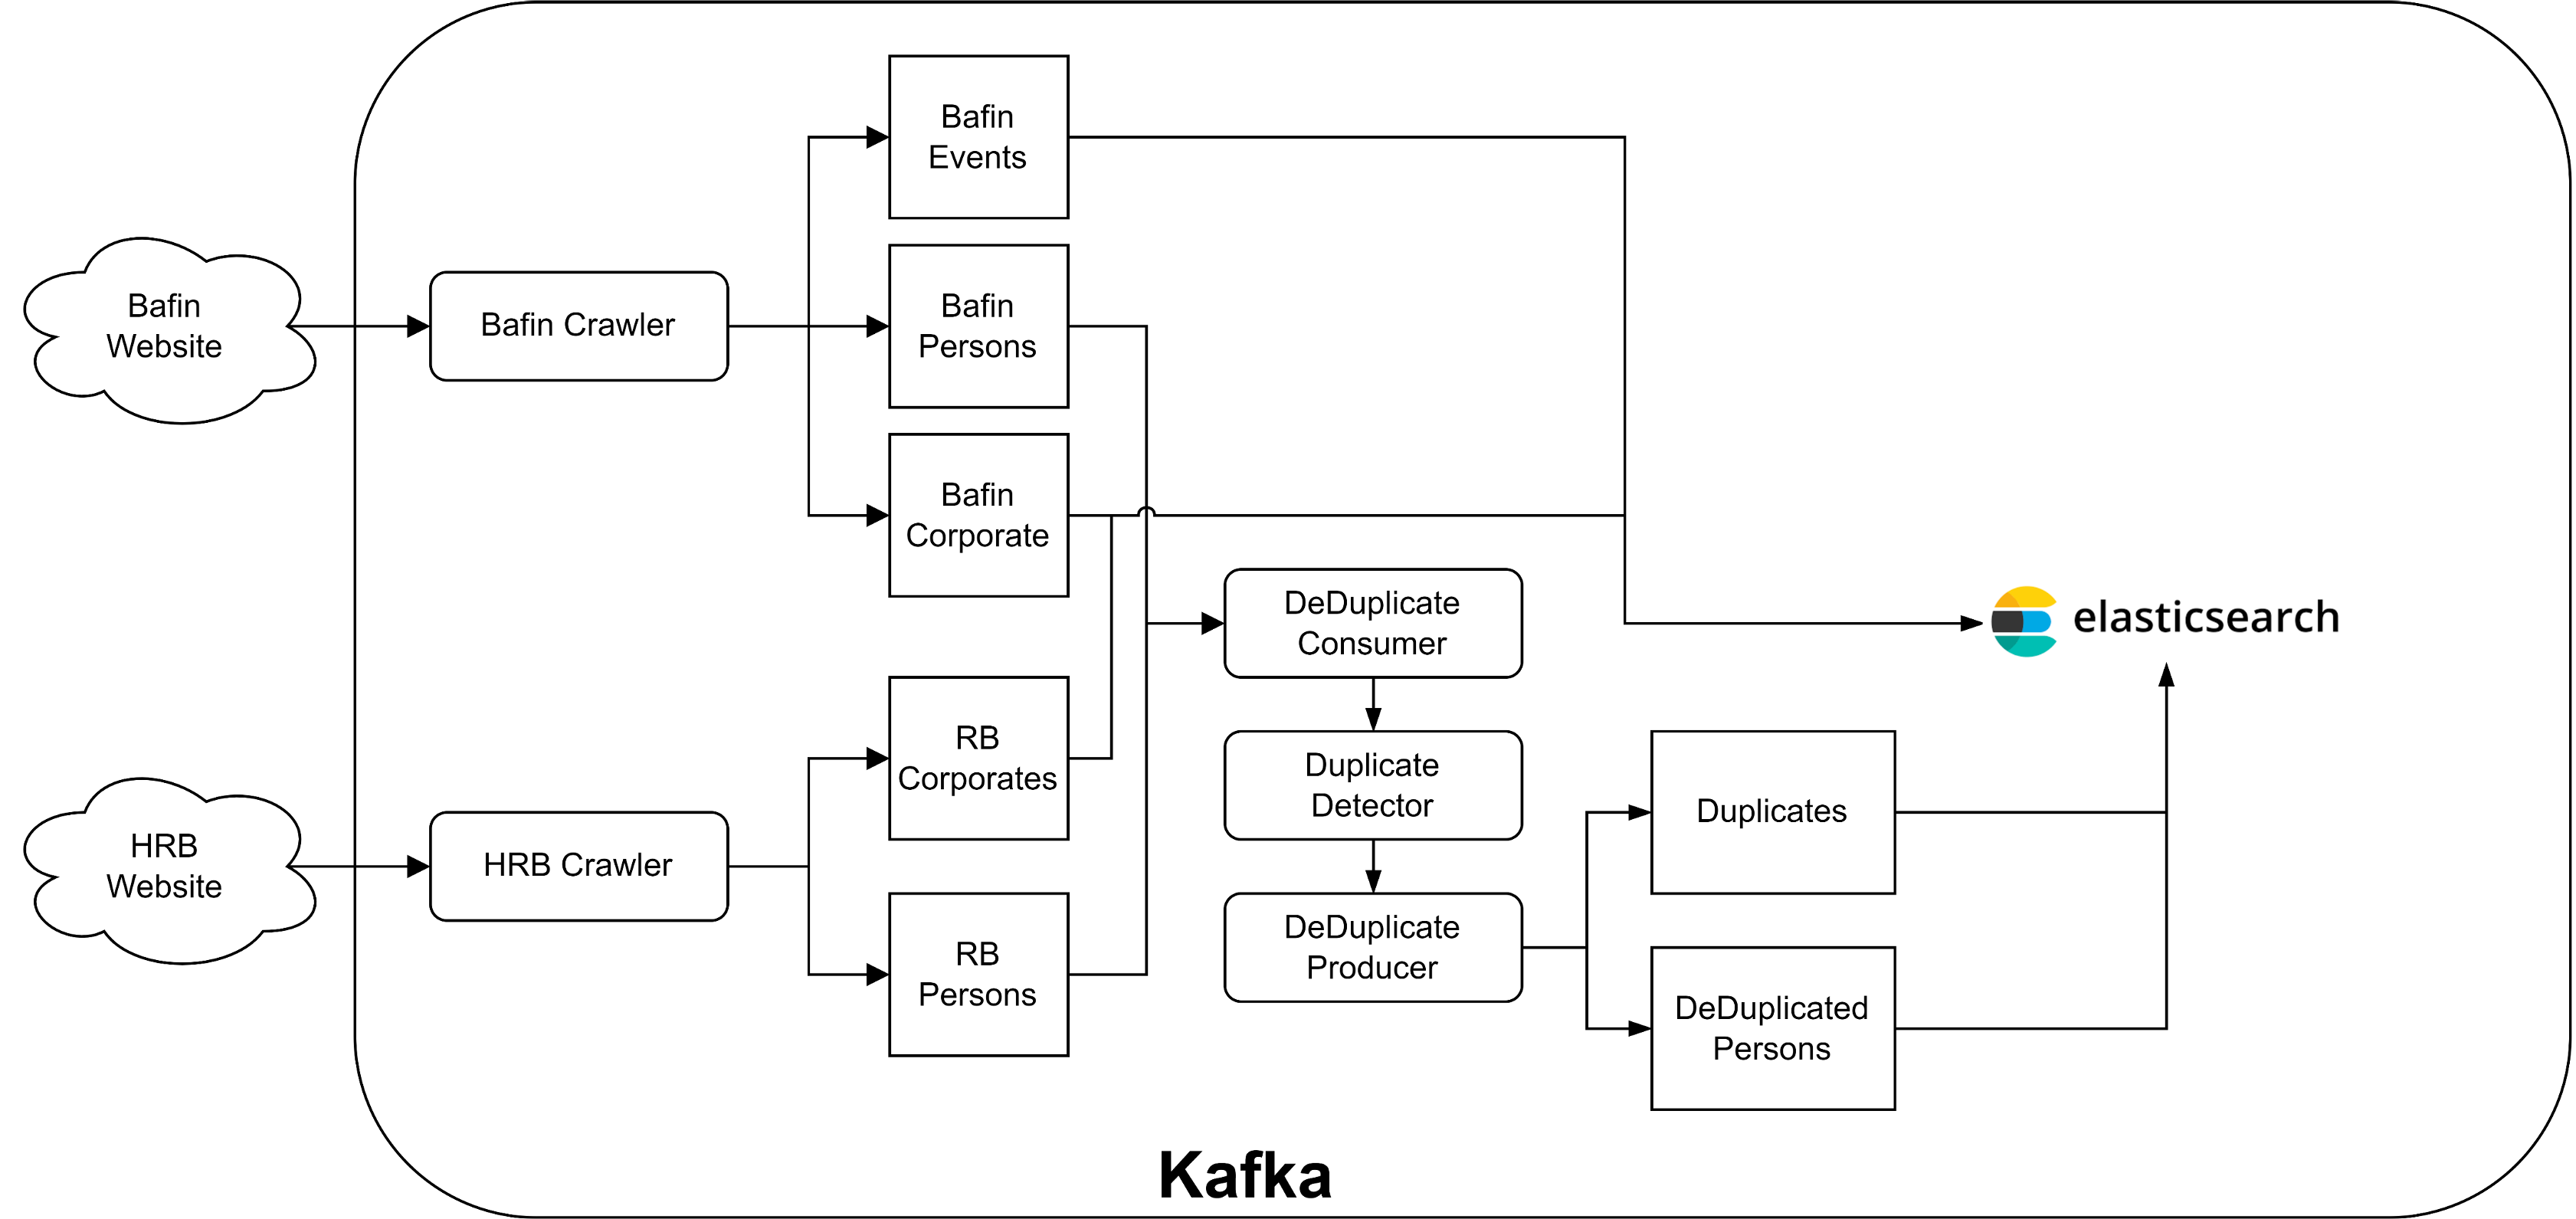 Bafin
Website
HRB
Website
Bafin Crawler
HRB Crawler
Bafin
Events
Bafin
Persons
Bafin
Corporate
RB
Corporates
RB
Persons
DeDuplicate
Consumer
Duplicate
Detector
DeDuplicate
Producer
Duplicates
DeDuplicated
Persons
elasticsearch
Kafka